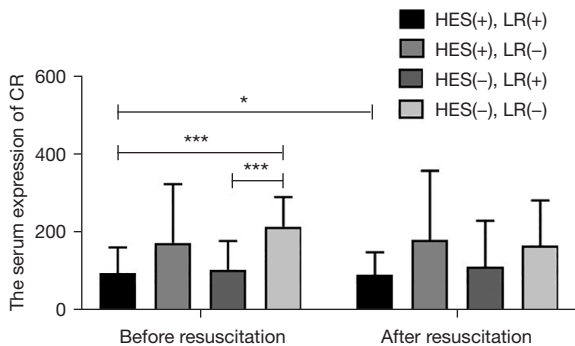 HES(+), LR(+)
HES(+), LR(−)
HES(−), LR(+)
HES(−), LR(−)
The serum expression of CR
600
400
200
0
*
***
***
Before resuscitation
After resuscitation